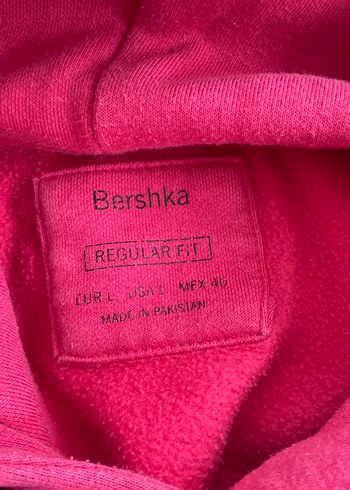 Bershka
REGULAR FIT
EUR L USA L MEX 40
MADE IN PAKISTAN